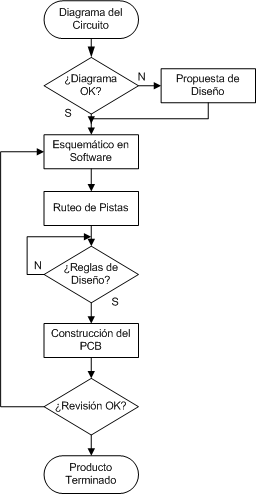 Diagrama del
Circuito
¿Diagrama
OK?
N
Propuesta de
Diseño
S
Esquemático en
Software
Ruteo de Pistas
¿Reglas de
Diseño?
N
S
Construcción del
PCB
¿Revisión OK?
Producto
Terminado